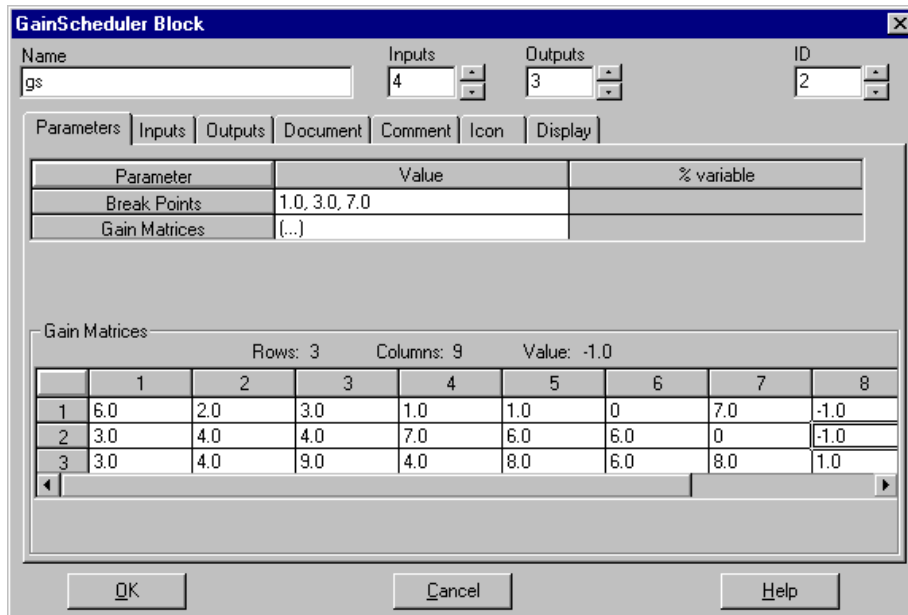 GainScheduler Block
Name Inputs Outputs ID
gs 4 3 2
Parameters Inputs Outputs Document Comment Icon Display
Parameter Value % variable
Break Points 1.0, 3.0, 7.0
Gain Matrices (...)
Gain Matrices
Rows: 3 Columns: 9 Value: -1.0
1 2 3 4 5 6 7 8
1 6.0 2.0 3.0 1.0 1.0 0 7.0 -1.0
2 3.0 4.0 4.0 7.0 6.0 6.0 0 -1.0
3 3.0 4.0 9.0 4.0 8.0 6.0 8.0 1.0
OK Cancel Help